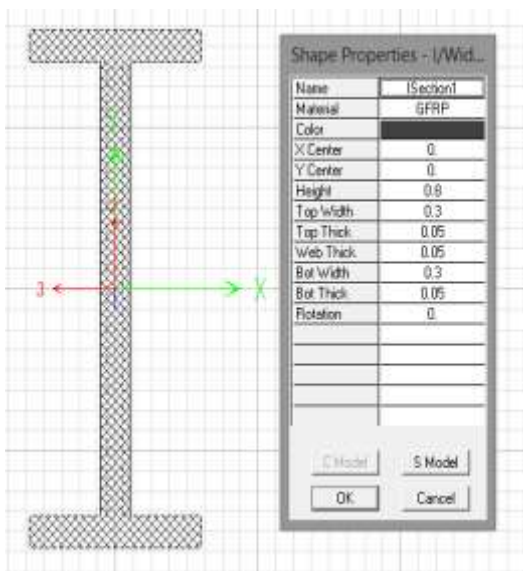 Shape Properties - I/Wid...
Name ISection1
Material GFRP
Color
X Center 0.
Y Center 0.
Height 0.8
Top Width 0.3
Top Thick 0.05
Web Thick. 0.05
Bot Width 0.3
Bot Thick 0.05
Rotation 0.
3
X
C Model
S Model
OK
Cancel